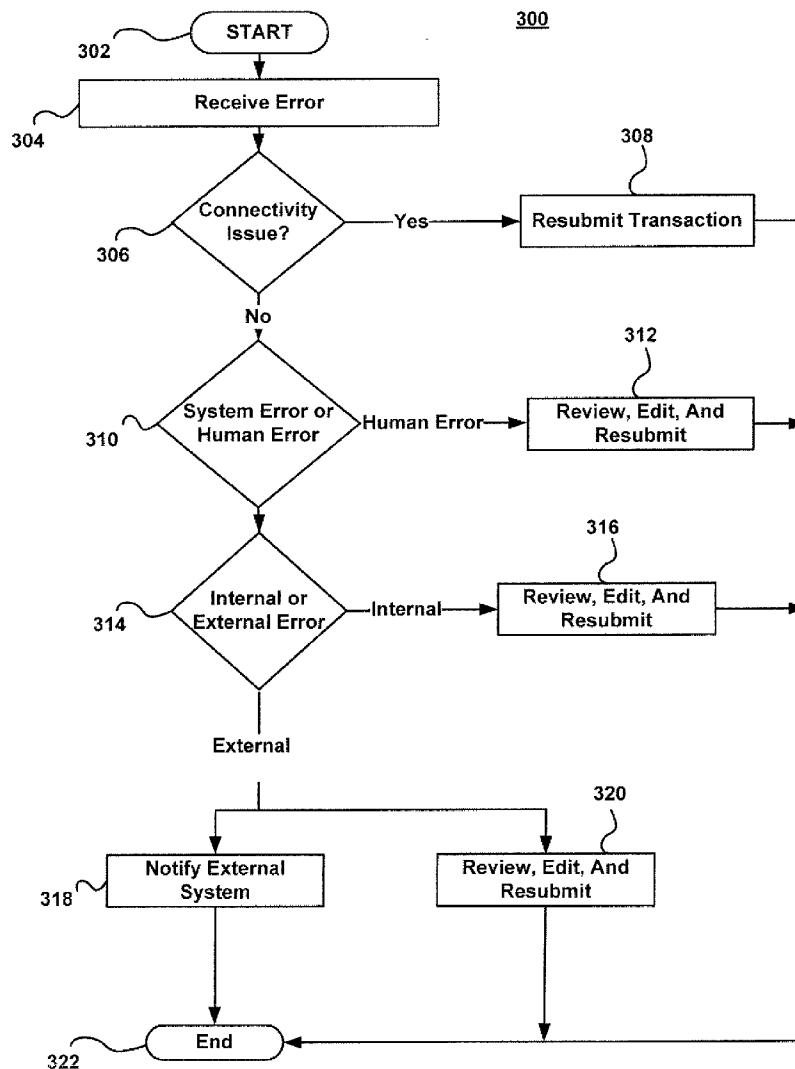 300
START
302
Receive Error
304
308
Connectivity
Issue?
Yes
Resubmit Transaction
306
No
312
System Error or
Human Error
Human Error
Review, Edit, And
Resubmit
310
316
Internal or
External Error
Internal
Review, Edit, And
Resubmit
314
External
320
Notify External
System
Review, Edit, And
Resubmit
318
End
322